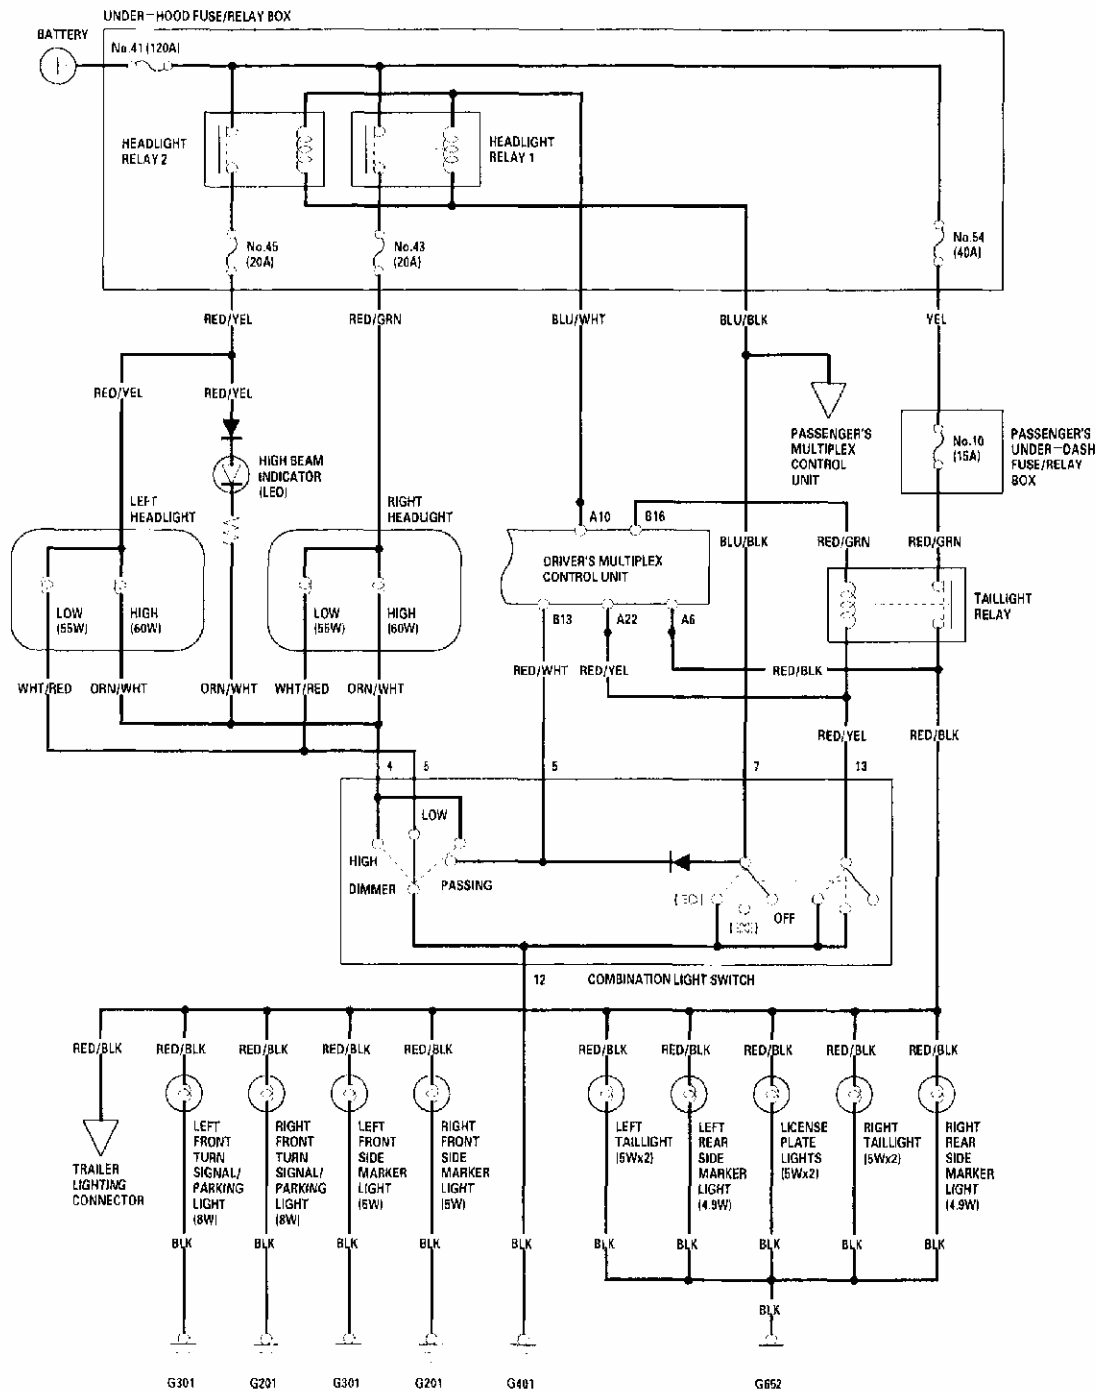 UNDER-HOOD FUSE/RELAY BOX
BATTERY
No.41 (120A)
HEADLIGHT
RELAY 2
HEADLIGHT
RELAY 1
No.45
(20A)
No.43
(20A)
No.54
(40A)
RED/YEL
RED/GRN
BLU/WHT
BLU/BLK
YEL
RED/YEL
RED/YEL
HIGH BEAM
INDICATOR
(LED)
PASSENGER'S
MULTIPLEX
CONTROL
UNIT
No.10
(15A)
PASSENGER'S
UNDER-DASH
FUSE/RELAY
BOX
LEFT
HEADLIGHT
RIGHT
HEADLIGHT
A10
B16
BLU/BLK
RED/GRN
RED/GRN
DRIVER'S MULTIPLEX
CONTROL UNIT
LOW
(55W)
HIGH
(60W)
LOW
(55W)
HIGH
(60W)
TAILLIGHT
RELAY
B13
A22
A6
RED/WHT
RED/YEL
RED/BLK
WHT/RED
ORN/WHT
ORN/WHT
WHT/RED
ORN/WHT
RED/YEL
RED/BLK
4
5
7
13
LOW
HIGH
DIMMER
PASSING
OFF
12
COMBINATION LIGHT SWITCH
RED/BLK
RED/BLK
RED/BLK
RED/BLK
RED/BLK
RED/BLK
RED/BLK
RED/BLK
RED/BLK
RED/BLK
TRAILER
LIGHTING
CONNECTOR
LEFT
FRONT
TURN
SIGNAL/
PARKING
LIGHT
(8W)
RIGHT
FRONT
TURN
SIGNAL/
PARKING
LIGHT
(8W)
LEFT
FRONT
SIDE
MARKER
LIGHT
(5W)
RIGHT
FRONT
SIDE
MARKER
LIGHT
(5W)
LEFT
TAILLIGHT
(5Wx2)
LEFT
REAR
SIDE
MARKER
LIGHT
(4.9W)
LICENSE
PLATE
LIGHTS
(5Wx2)
RIGHT
TAILLIGHT
(5Wx2)
RIGHT
REAR
SIDE
MARKER
LIGHT
(4.9W)
BLK
BLK
BLK
BLK
BLK
BLK
BLK
BLK
BLK
BLK
BLK
G301
G201
G301
G201
G401
G652